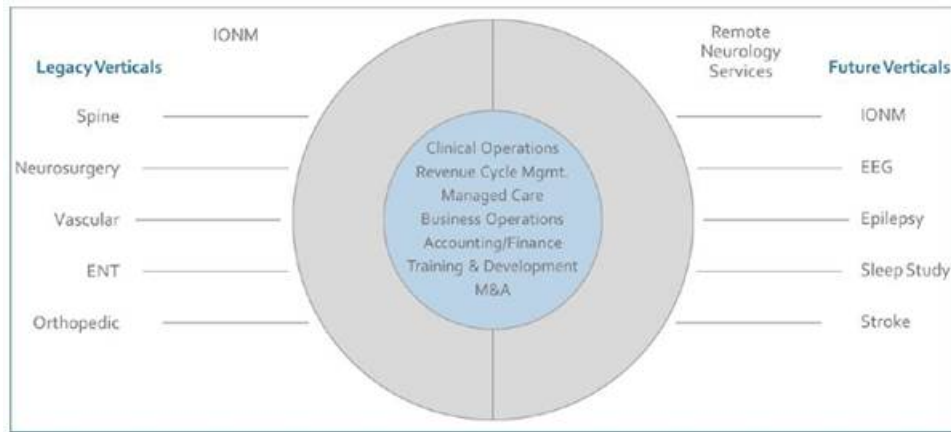 IONM
Legacy Verticals
Spine
Neurosurgery
Vascular
ENT
Orthopedic
Clinical Operations
Revenue Cycle Mgmt.
Managed Care
Business Operations
Accounting/Finance
Training & Development
M&A
Remote
Neurology
Services
Future Verticals
IONM
EEG
Epilepsy
Sleep Study
Stroke